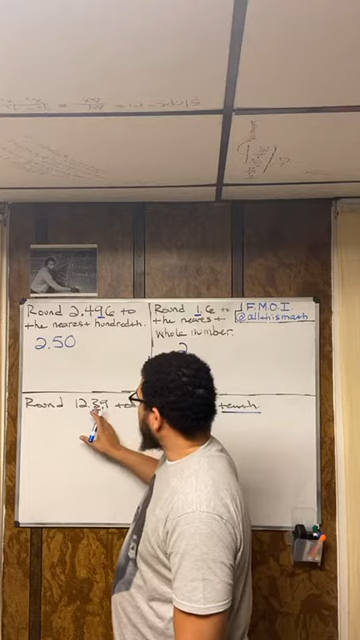 Round 2.496 to
the nearest hundredth.
2.50
Round 1.6 to
the nearest
whole number.
2
F.M.O.I
@allthismath
Round 12.39 to
tenth.